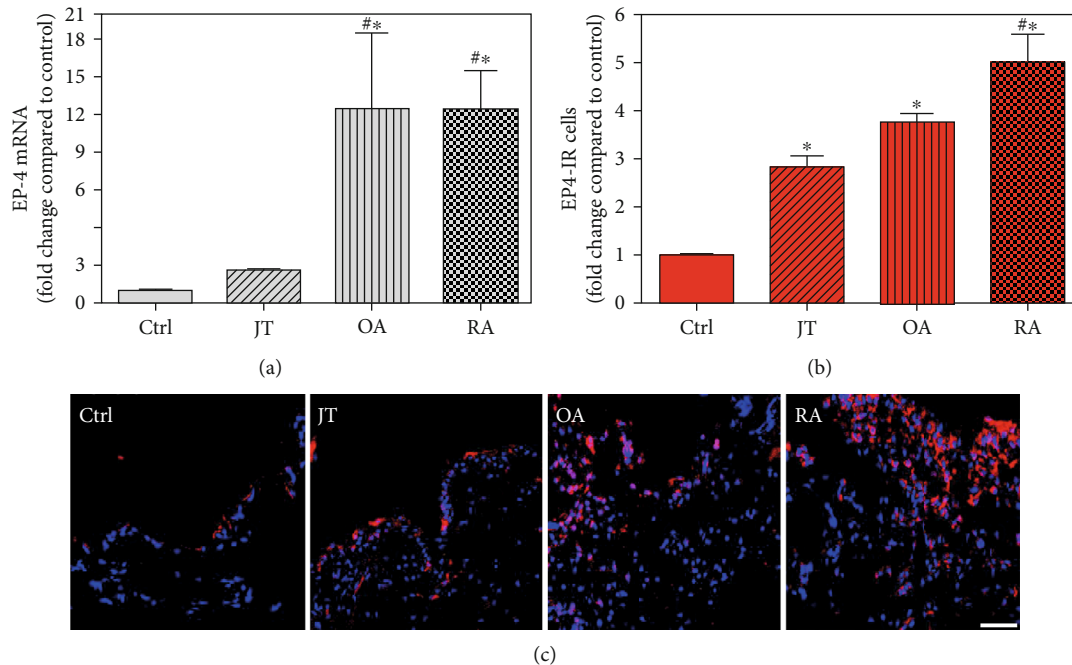 21
18
15
12
9
6
3
0
EP-4 mRNA
(fold change compared to control)
#*
#*
Ctrl
JT
OA
RA
(a)
6
5
4
3
2
1
0
EP4-IR cells
(fold change compared to control)
*
*
#*
Ctrl
JT
OA
RA
(b)
Ctrl
JT
OA
RA
(c)